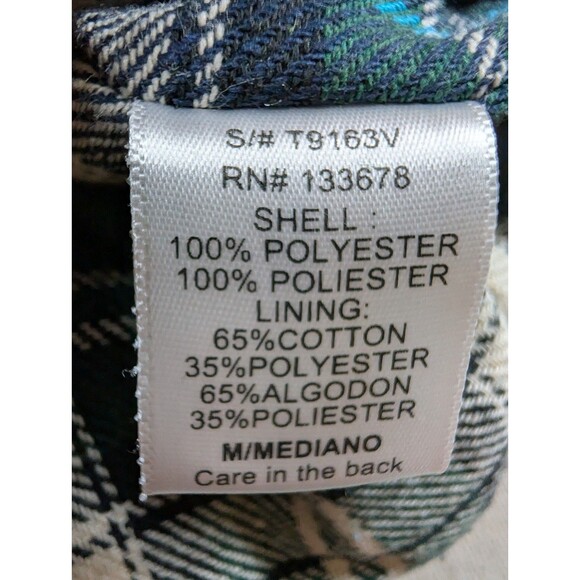 S/# T9163V
RN# 133678
SHELL :
100% POLYESTER
100% POLIESTER
LINING:
65%COTTON
35%POLYESTER
65%ALGODON
35%POLIESTER
M/MEDIANO
Care in the back